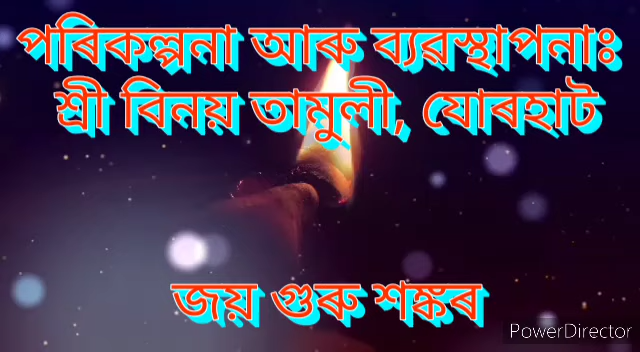 পৰিকল্পনা আৰু ব্যৱস্থাপনাঃ
শ্ৰী বিনয় তামুলী, যোৰহাট
জয় গুৰু শঙ্কৰ
PowerDirector